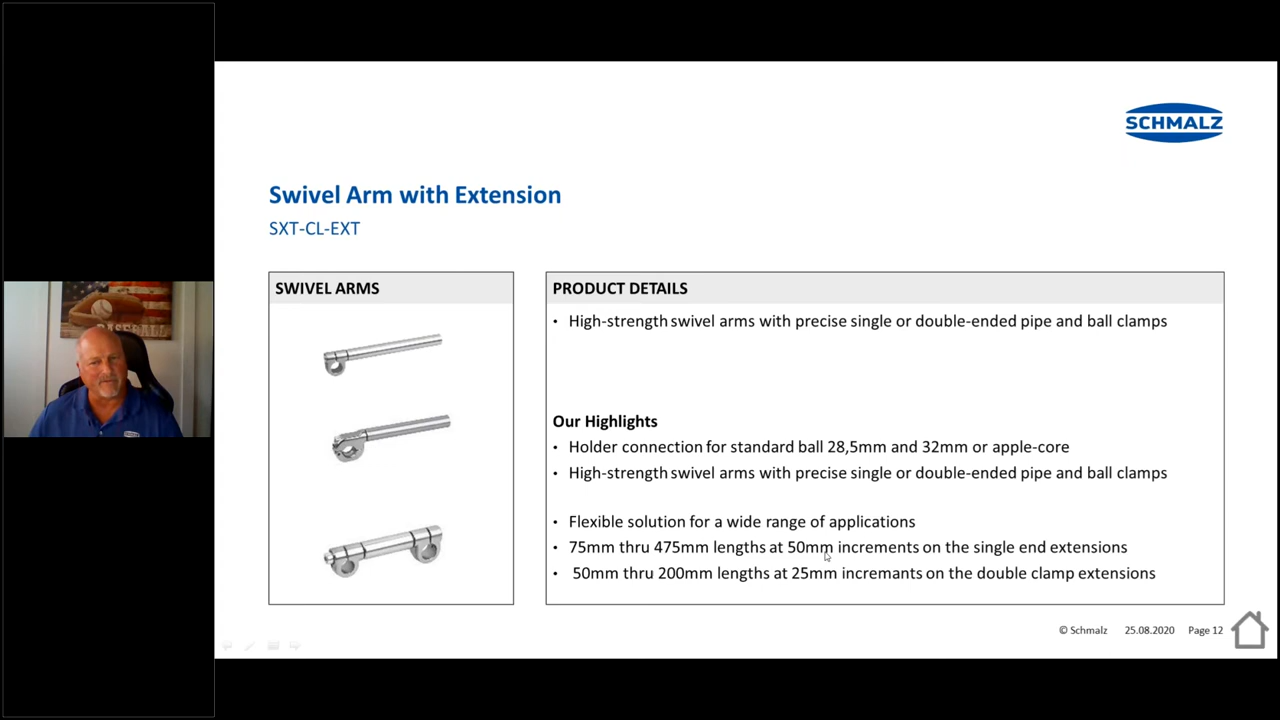 SCHMALZ
Swivel Arm with Extension
SXT-CL-EXT
SWIVEL ARMS
PRODUCT DETAILS
• High-strength swivel arms with precise single or double-ended pipe and ball clamps
Our Highlights
• Holder connection for standard ball 28,5mm and 32mm or apple-core
• High-strength swivel arms with precise single or double-ended pipe and ball clamps
• Flexible solution for a wide range of applications
• 75mm thru 475mm lengths at 50mm increments on the single end extensions
• 50mm thru 200mm lengths at 25mm incremants on the double clamp extensions
© Schmalz 25.08.2020 Page 12
BASEBALL